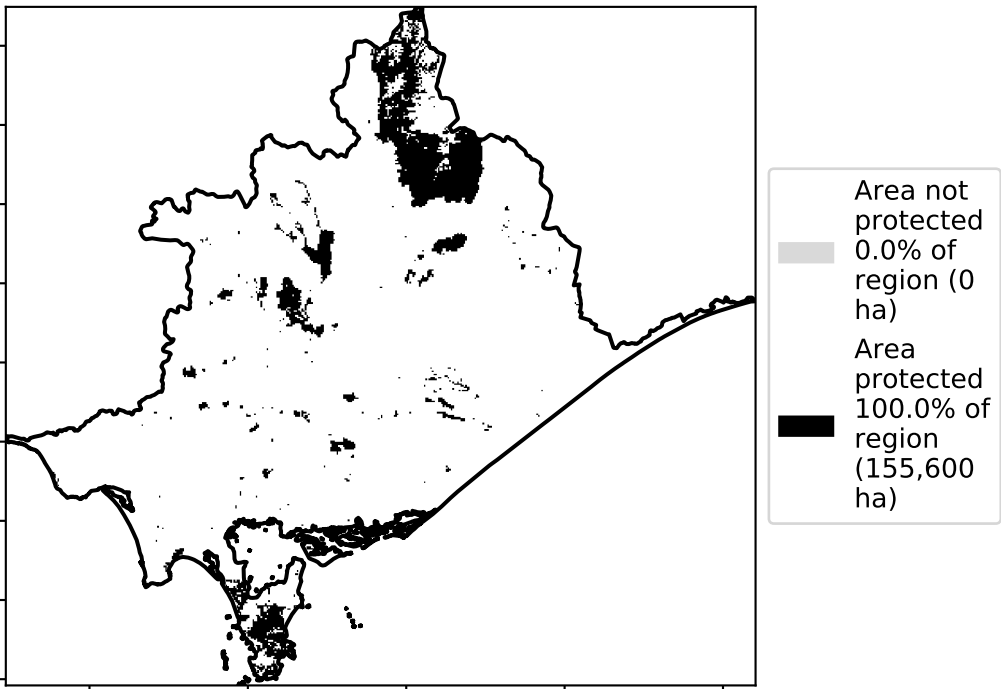 Area not
protected
0.0% of
region (0
ha)
Area
protected
100.0% of
region
(155,600
ha)